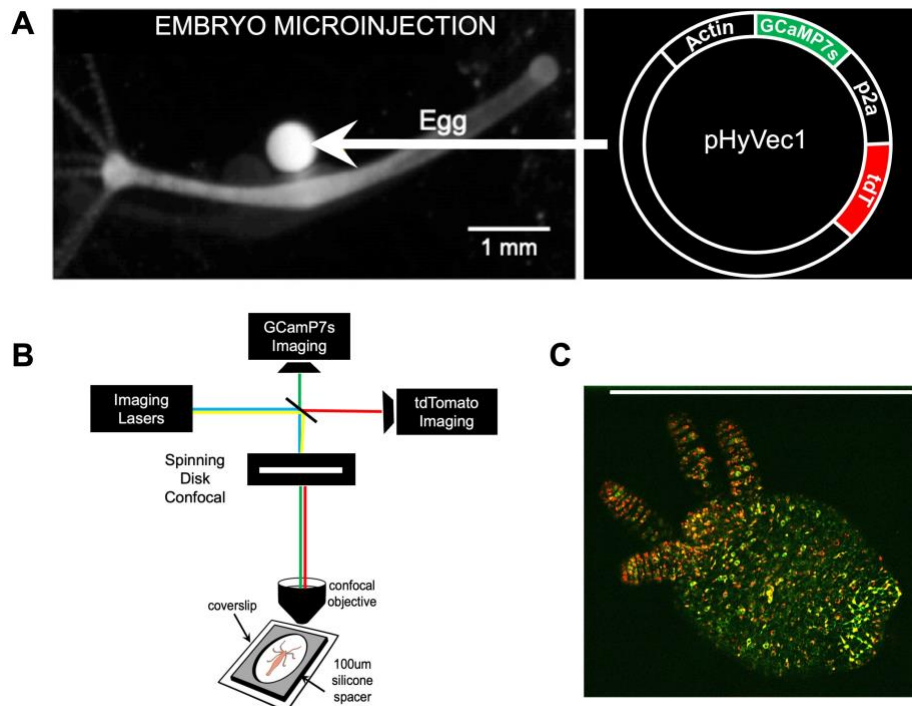 A
EMBRYO MICROINJECTION
Egg
1 mm
Actin
GCaMP7s
p2a
tdT
pHyVec1
B
GCamP7s
Imaging
Imaging
Lasers
tdTomato
Imaging
Spinning
Disk
Confocal
confocal
objective
coverslip
100um
silicone
spacer
C